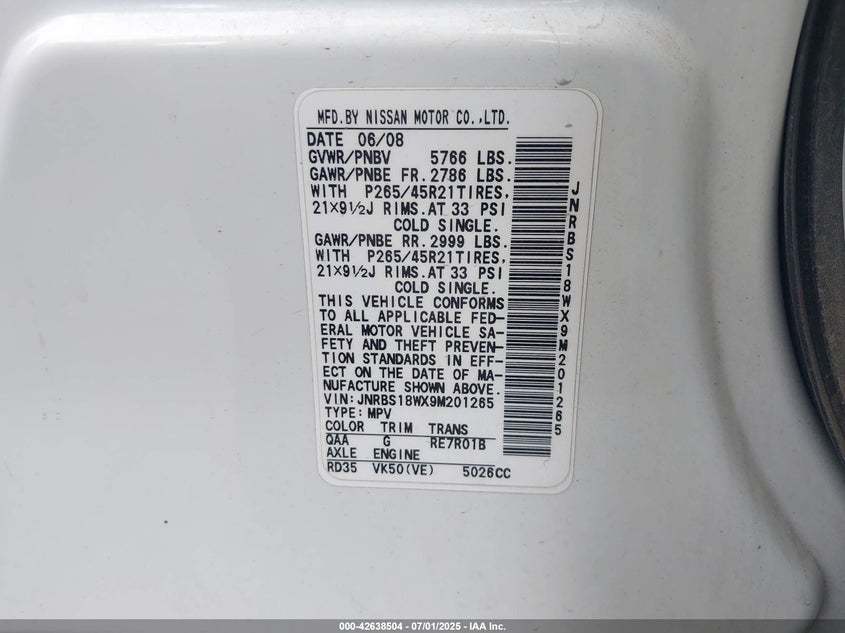 MFD.BY NISSAN MOTOR CO.,LTD.
DATE 06/08
GVWR/PNBV 5766 LBS.
GAWR/PNBE FR.2786 LBS.
WITH P265/45R21TIRES,
21×9½J RIMS.AT 33 PSI
COLD SINGLE.
GAWR/PNBE RR.2999 LBS.
WITH P265/45R21TIRES,
21×9½J RIMS.AT 33 PSI
COLD SINGLE.
THIS VEHICLE CONFORMS
TO ALL APPLICABLE FED-
ERAL MOTOR VEHICLE SA-
FETY AND THEFT PREVEN-
TION STANDARDS IN EFF-
ECT ON THE DATE OF MA-
NUFACTURE SHOWN ABOVE.
VIN:JNRBS18WX9M201265
TYPE:MPV
COLOR TRIM TRANS
QAA G RE7R01B
AXLE ENGINE
RD35 VK50(VE) 5026CC
JNRBS18WX9M201265
000-42638504 - 07/01/2025 - IAA Inc.